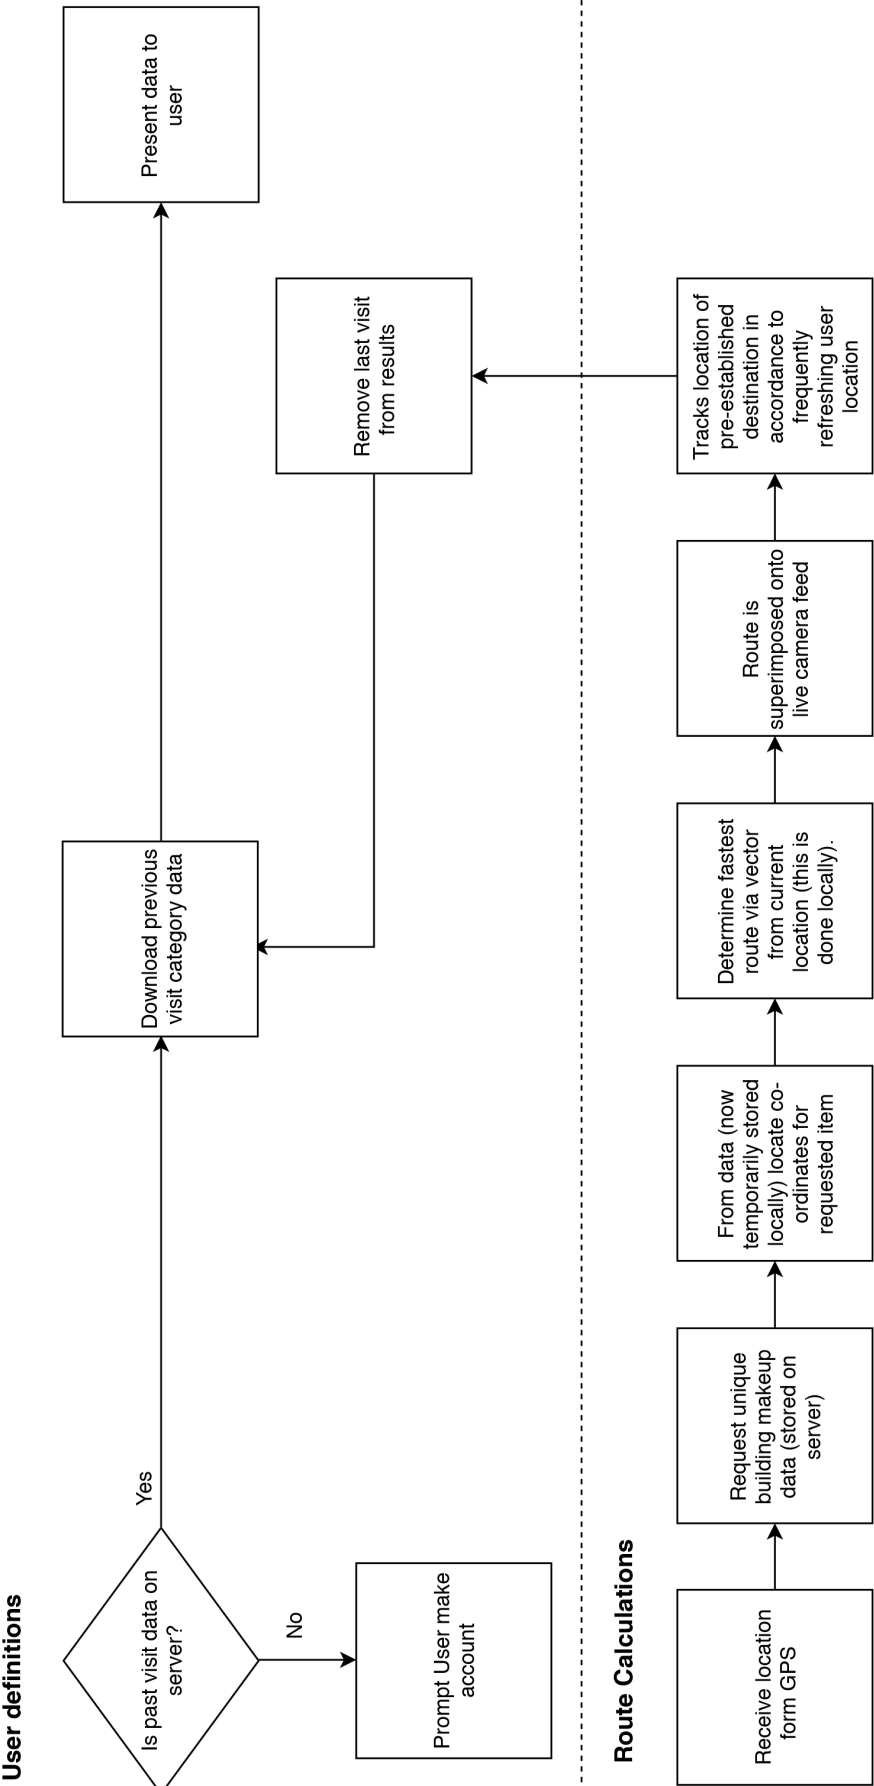 User definitions
Is past visit data on
server?
Yes
No
Prompt User make
account
Download previous
visit category data
Remove last visit
from results
Present data to
user
Route Calculations
Receive location
form GPS
Request unique
building makeup
data (stored on
server)
From data (now
temporarily stored
locally) locate co-
ordinates for
requested item
Determine fastest
route via vector
from current
location (this is
done locally).
Route is
superimposed onto
live camera feed
Tracks location of
pre-established
destination in
accordance to
frequently
refreshing user
location